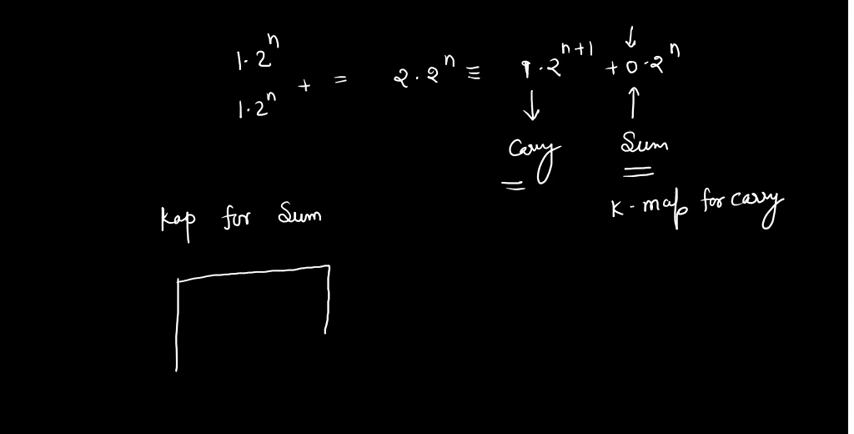 1·2^n
+ = 2·2^n ≡ 1·2^(n+1) + 0·2^n
1·2^n
Carry Sum
K-map for carry
Kap for Sum